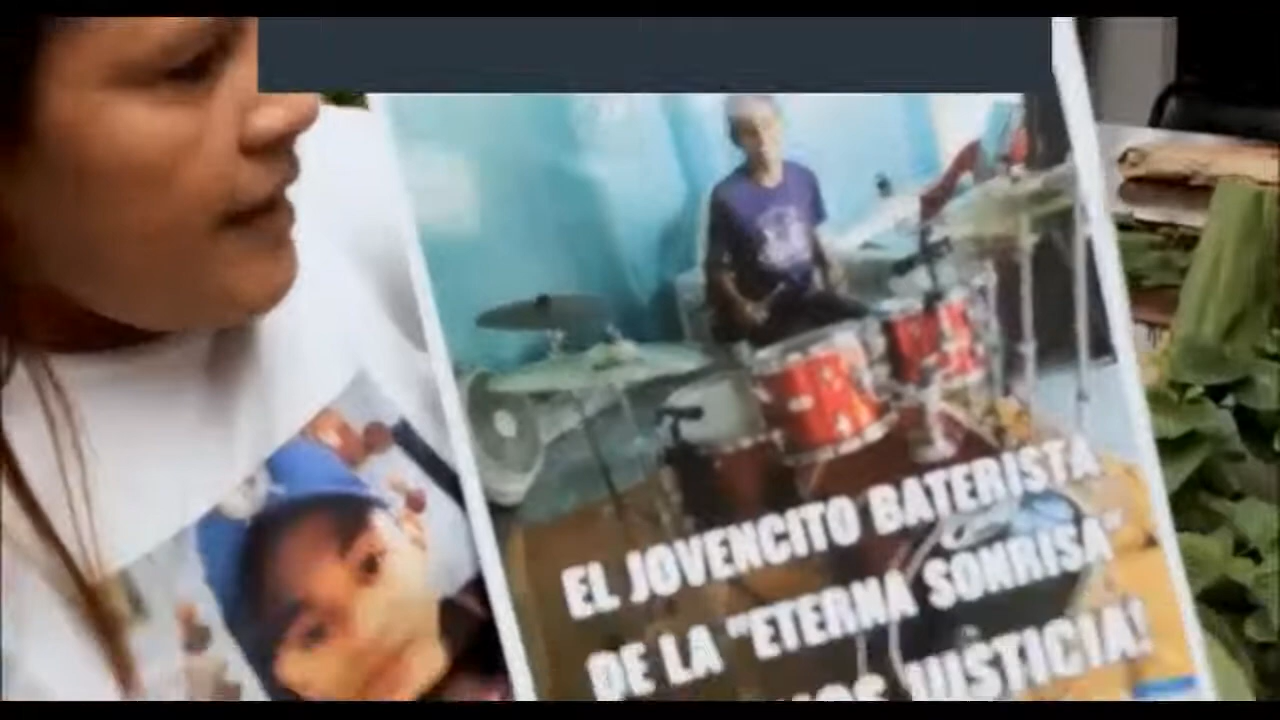 EL JOVENCITO BATERISTA
DE LA "ETERNA SONRISA"
JUSTICIA!